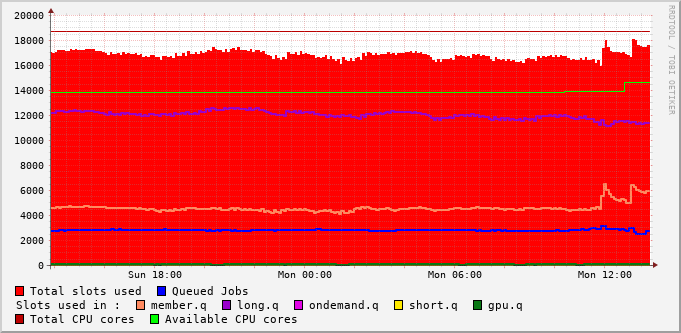 20000
18000
16000
14000
12000
10000
8000
6000
4000
2000
0
Sun 18:00 Mon 00:00 Mon 06:00 Mon 12:00
Total slots used Queued Jobs
Slots used in : member.q long.q ondemand.q short.q gpu.q
Total CPU cores Available CPU cores
RRDTOOL / TOBI OETIKER